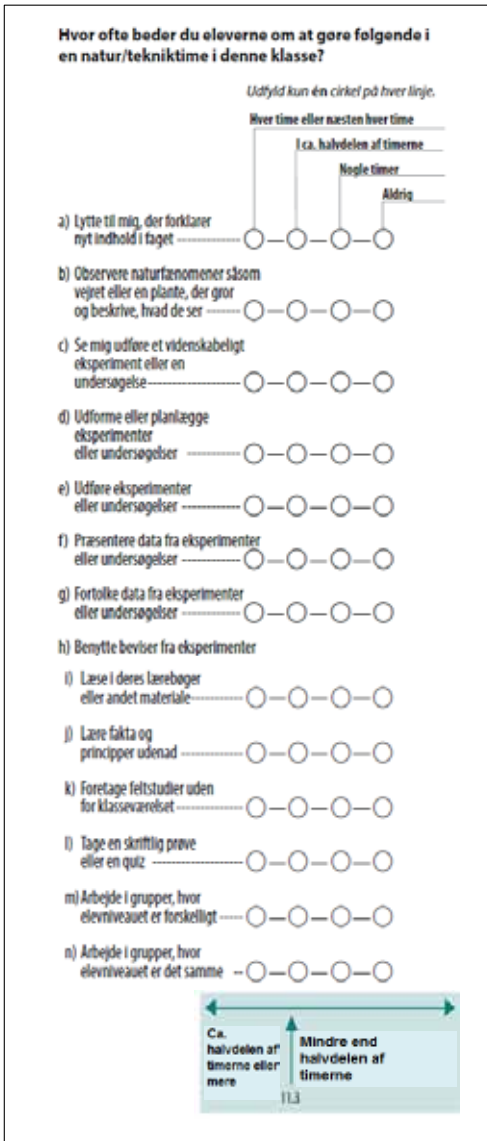 Hvor ofte beder du eleverne om at gøre følgende i
en natur/tekniktime i denne klasse?
Udfyld kun én cirkel på hver linje.
Hver time eller næsten hver time
I ca. halvdelen af timerne
Nogle timer
Aldrig
a) Lytte til mig, der forklarer
nyt indhold i faget
b) Observere naturfænomener såsom
vejret eller en plante, der gror
og beskrive, hvad de ser
c) Se mig udføre et videnskabeligt
eksperiment eller en
undersøgelse
d) Udforme eller planlægge
eksperimenter
eller undersøgelser
e) Udføre eksperimenter
eller undersøgelser
f) Præsentere data fra eksperimenter
eller undersøgelser
g) Fortolke data fra eksperimenter
eller undersøgelser
h) Benytte beviser fra eksperimenter
i) Læse i deres lærebøger
eller andet materiale
j) Lære fakta og
principper udenad
k) Foretage feltstudier uden
for klasseværelset
l) Tage en skriftlig prøve
eller en quiz
m) Arbejde i grupper, hvor
elevniveauet er forskelligt
n) Arbejde i grupper, hvor
elevniveauet er det samme
Ca.
halvdelen af
timerne eller
mere
Mindre end
halvdelen af
timerne
11.3